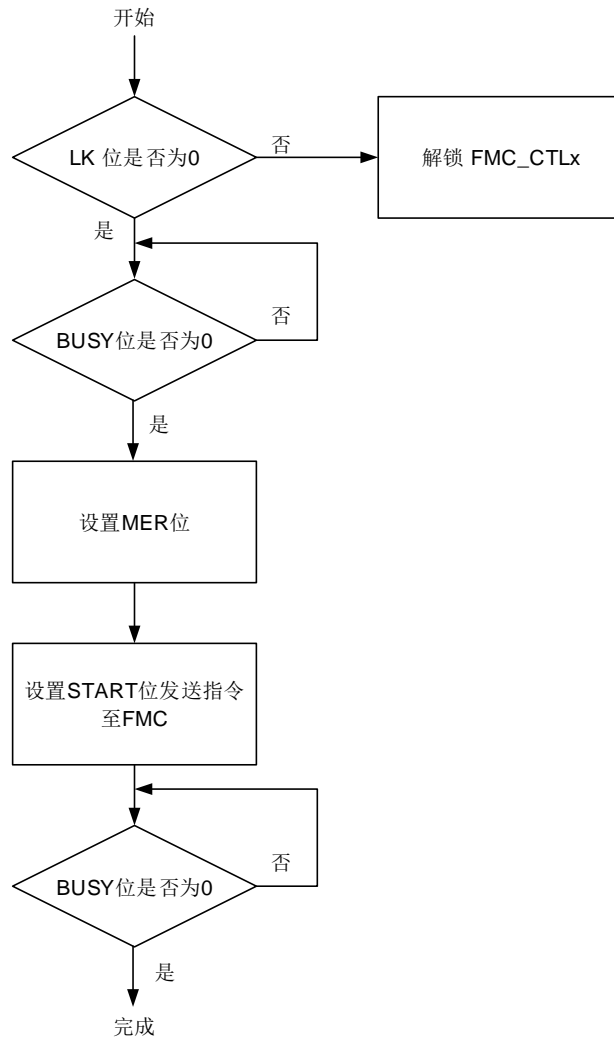 开始
LK 位是否为0
否
解锁 FMC_CTLx
是
BUSY位是否为0
否
是
设置MER位
设置START位发送指令
至FMC
BUSY位是否为0
否
是
完成